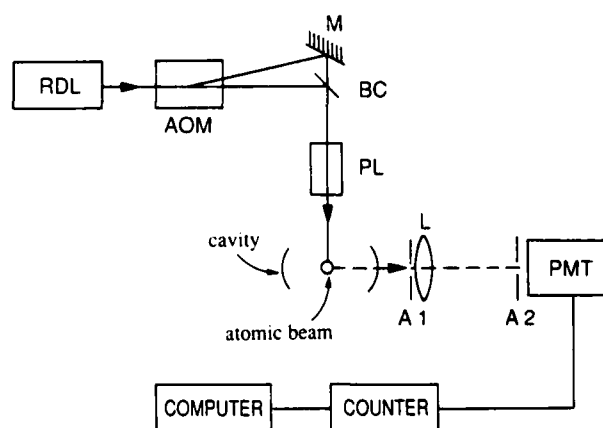 M
RDL
BC
AOM
PL
cavity
L
PMT
A 1
A 2
atomic beam
COMPUTER
COUNTER